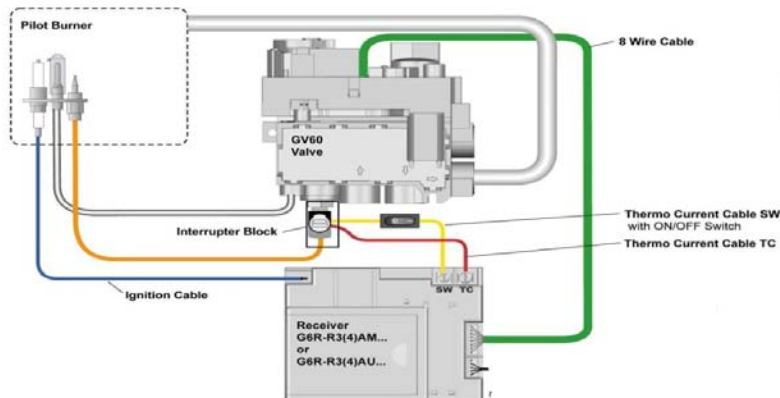 Pilot Burner
8 Wire Cable
GV60
Valve
Thermo Current Cable SW
with ON/OFF Switch
Interrupter Block
Thermo Current Cable TC
SW TC
Ignition Cable
Receiver
G6R-R3(4)AM...
or
G6R-R3(4)AU...
r